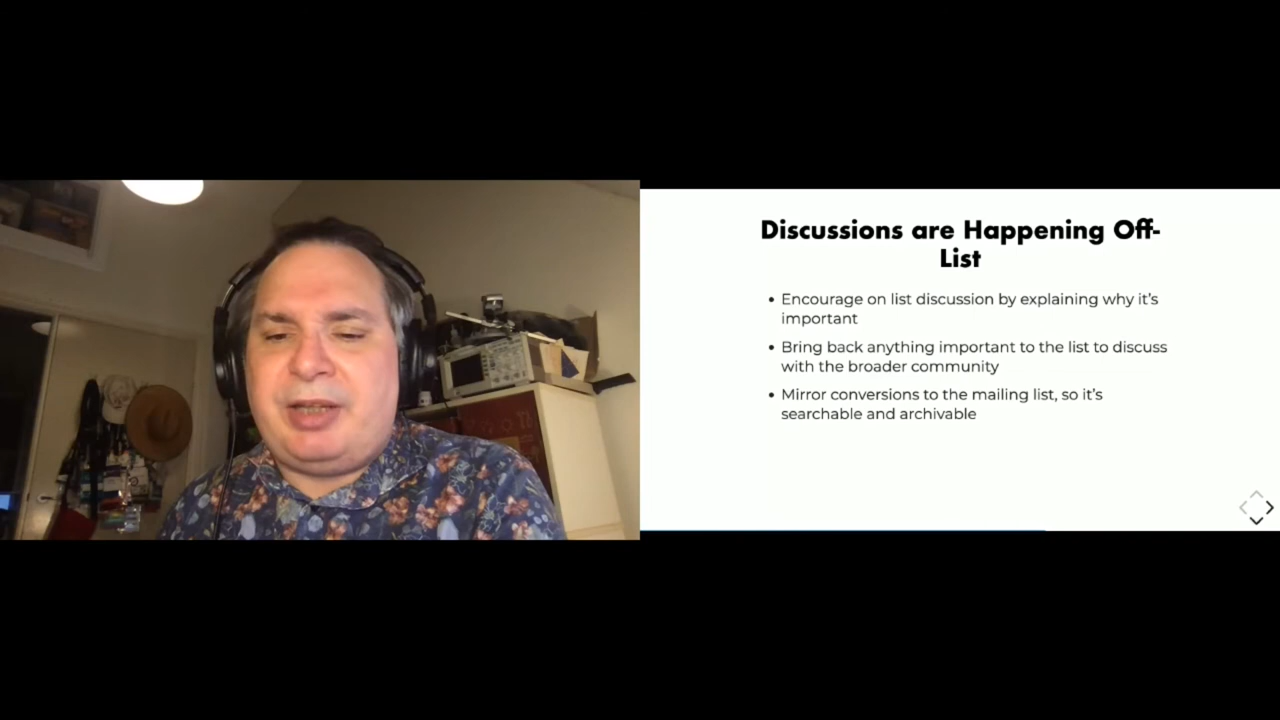 Discussions are Happening Off-
List
Encourage on list discussion by explaining why it's
important
Bring back anything important to the list to discuss
with the broader community
Mirror conversions to the mailing list, so it's
searchable and archivable